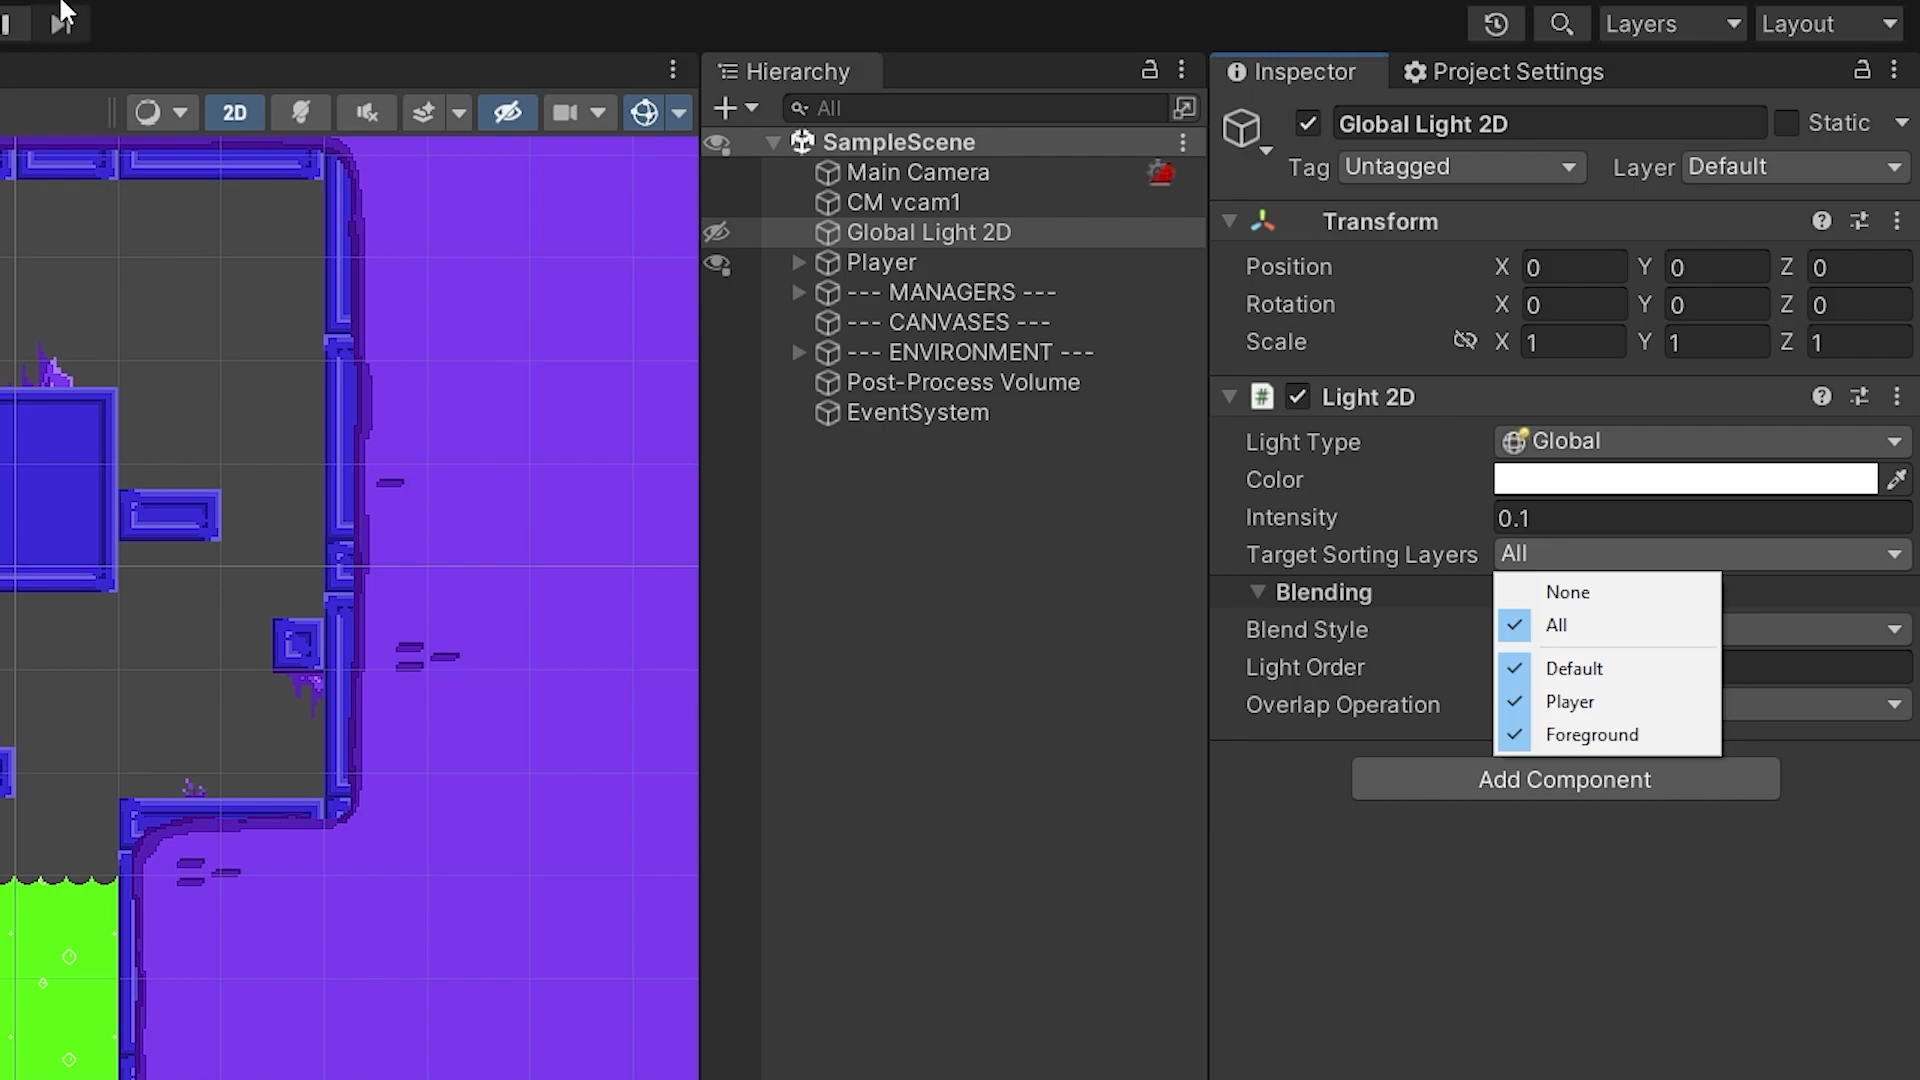 Layers
Layout
Hierarchy
Inspector
Project Settings
2D
All
Global Light 2D
Static
SampleScene
Tag
Untagged
Layer
Default
Main Camera
CM vcam1
Global Light 2D
Player
--- MANAGERS ---
--- CANVASES ---
--- ENVIRONMENT ---
Post-Process Volume
EventSystem
Transform
Position X 0 Y 0 Z 0
Rotation X 0 Y 0 Z 0
Scale X 1 Y 1 Z 1
# Light 2D
Light Type Global
Color
Intensity 0.1
Target Sorting Layers All
Blending
Blend Style
Light Order
Overlap Operation
None
All
Default
Player
Foreground
Add Component